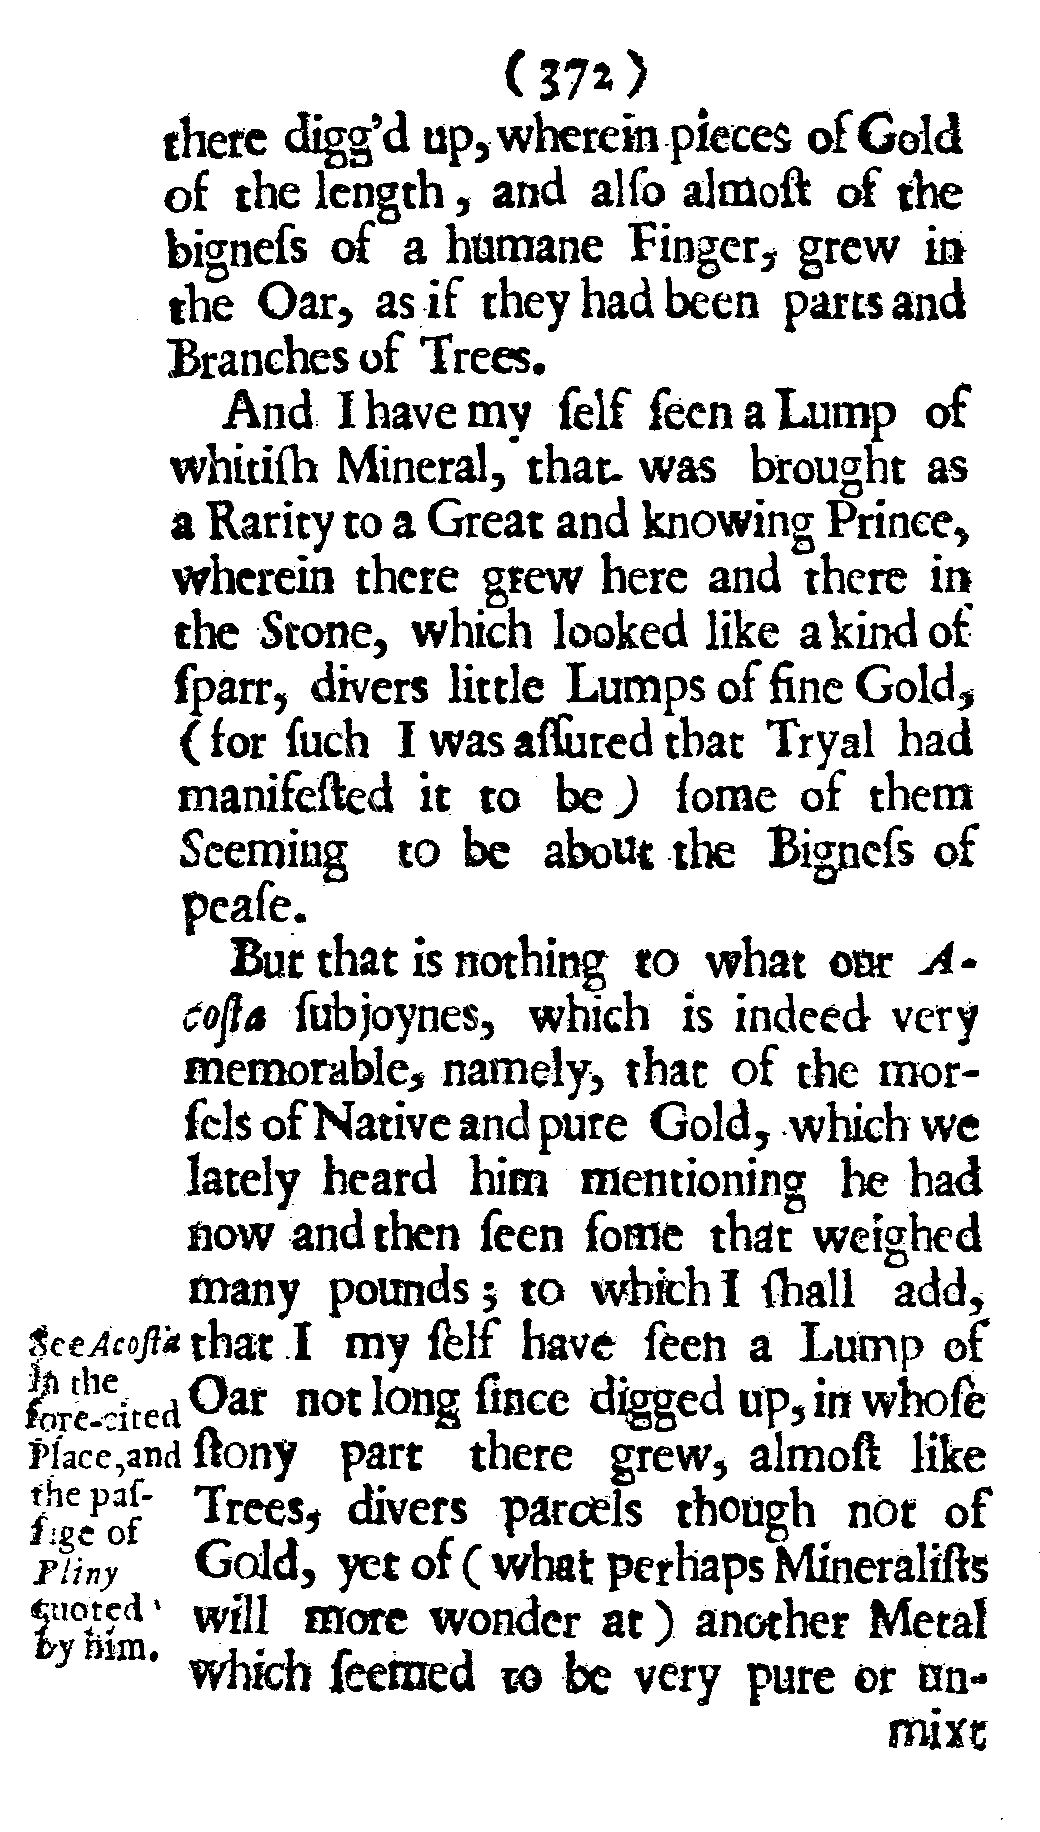 (372)
there digg'd up, wherein pieces of Gold
of the length, and alſo almoſt of the
bigneſs of a humane Finger, grew in
the Oar, as if they had been parts and
Branches of Trees.
And I have my ſelf ſeen a Lump of
whitiſh Mineral, that was brought as
a Rarity to a Great and knowing Prince,
wherein there grew here and there in
the Stone, which looked like a kind of
ſparr, divers little Lumps of fine Gold,
(for ſuch I was aſſured that Tryal had
manifeſted it to be) ſome of them
Seeming to be about the Bigneſs of
peaſe.
But that is nothing to what our A-
coſta ſubjoynes, which is indeed very
memorable, namely, that of the mor-
ſels of Native and pure Gold, which we
lately heard him mentioning he had
now and then ſeen ſome that weighed
many pounds; to which I ſhall add,
that I my ſelf have ſeen a Lump of
Oar not long ſince digged up, in whoſe
ſtony part there grew, almoſt like
Trees, divers parcels though not of
Gold, yet of (what perhaps Mineraliſts
will more wonder at) another Metal
which ſeemed to be very pure or un-
mixt
See Acoſta
in the
fore-cited
Place, and
the paſ-
ſage of
Pliny
quoted
by him.